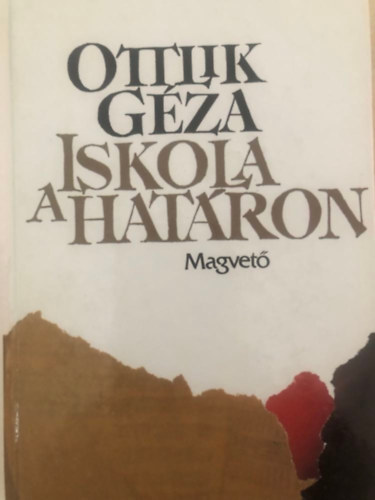 OTTLIK
GÉZA
ISKOLA
A HATÁRON
Magvető